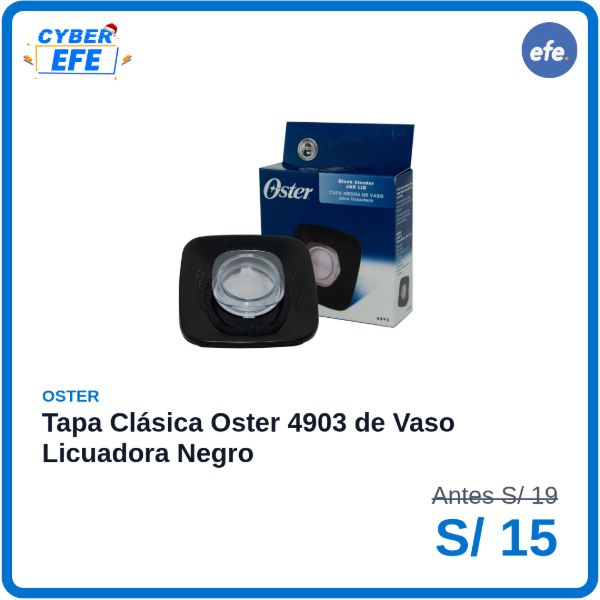 CYBER
EFE
efe.
Oster
Black blender
JAR LID
TAPA NEGRA DE VASO
para licuadora
4903
OSTER
Tapa Clásica Oster 4903 de Vaso
Licuadora Negro
Antes S/ 19
S/ 15